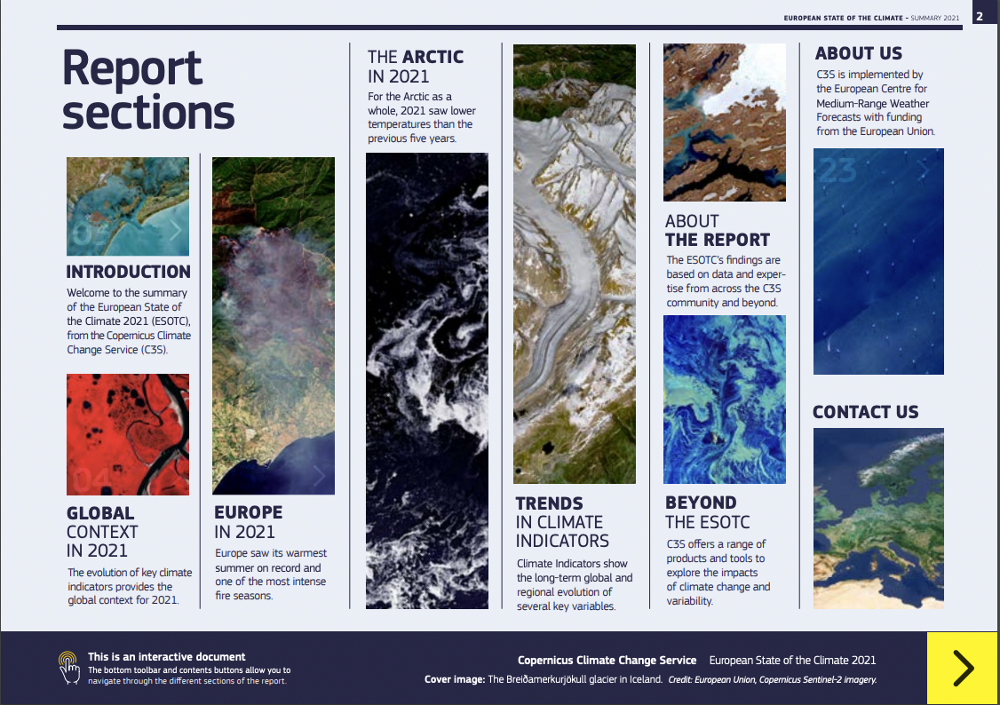 EUROPEAN STATE OF THE CLIMATE – SUMMARY 2021
2
Report
sections
INTRODUCTION
Welcome to the summary
of the European State of
the Climate 2021 (ESOTC),
from the Copernicus Climate
Change Service (C3S).
04
GLOBAL
CONTEXT
IN 2021
The evolution of key climate
indicators provides the
global context for 2021.
EUROPE
IN 2021
Europe saw its warmest
summer on record and
one of the most intense
fire seasons.
THE ARCTIC
IN 2021
For the Arctic as a
whole, 2021 saw lower
temperatures than the
previous five years.
TRENDS
IN CLIMATE
INDICATORS
Climate Indicators show
the long-term global and
regional evolution of
several key variables.
ABOUT
THE REPORT
The ESOTC's findings are
based on data and exper-
tise from across the C3S
community and beyond.
BEYOND
THE ESOTC
C3S offers a range of
products and tools to
explore the impacts
of climate change and
variability.
ABOUT US
C3S is implemented by
the European Centre for
Medium-Range Weather
Forecasts with funding
from the European Union.
23
CONTACT US
This is an interactive document
The bottom toolbar and contents buttons allow you to
navigate through the different sections of the report.
Copernicus Climate Change Service European State of the Climate 2021
Cover image: The Breiðamerkurjökull glacier in Iceland. Credit: European Union, Copernicus Sentinel-2 imagery.